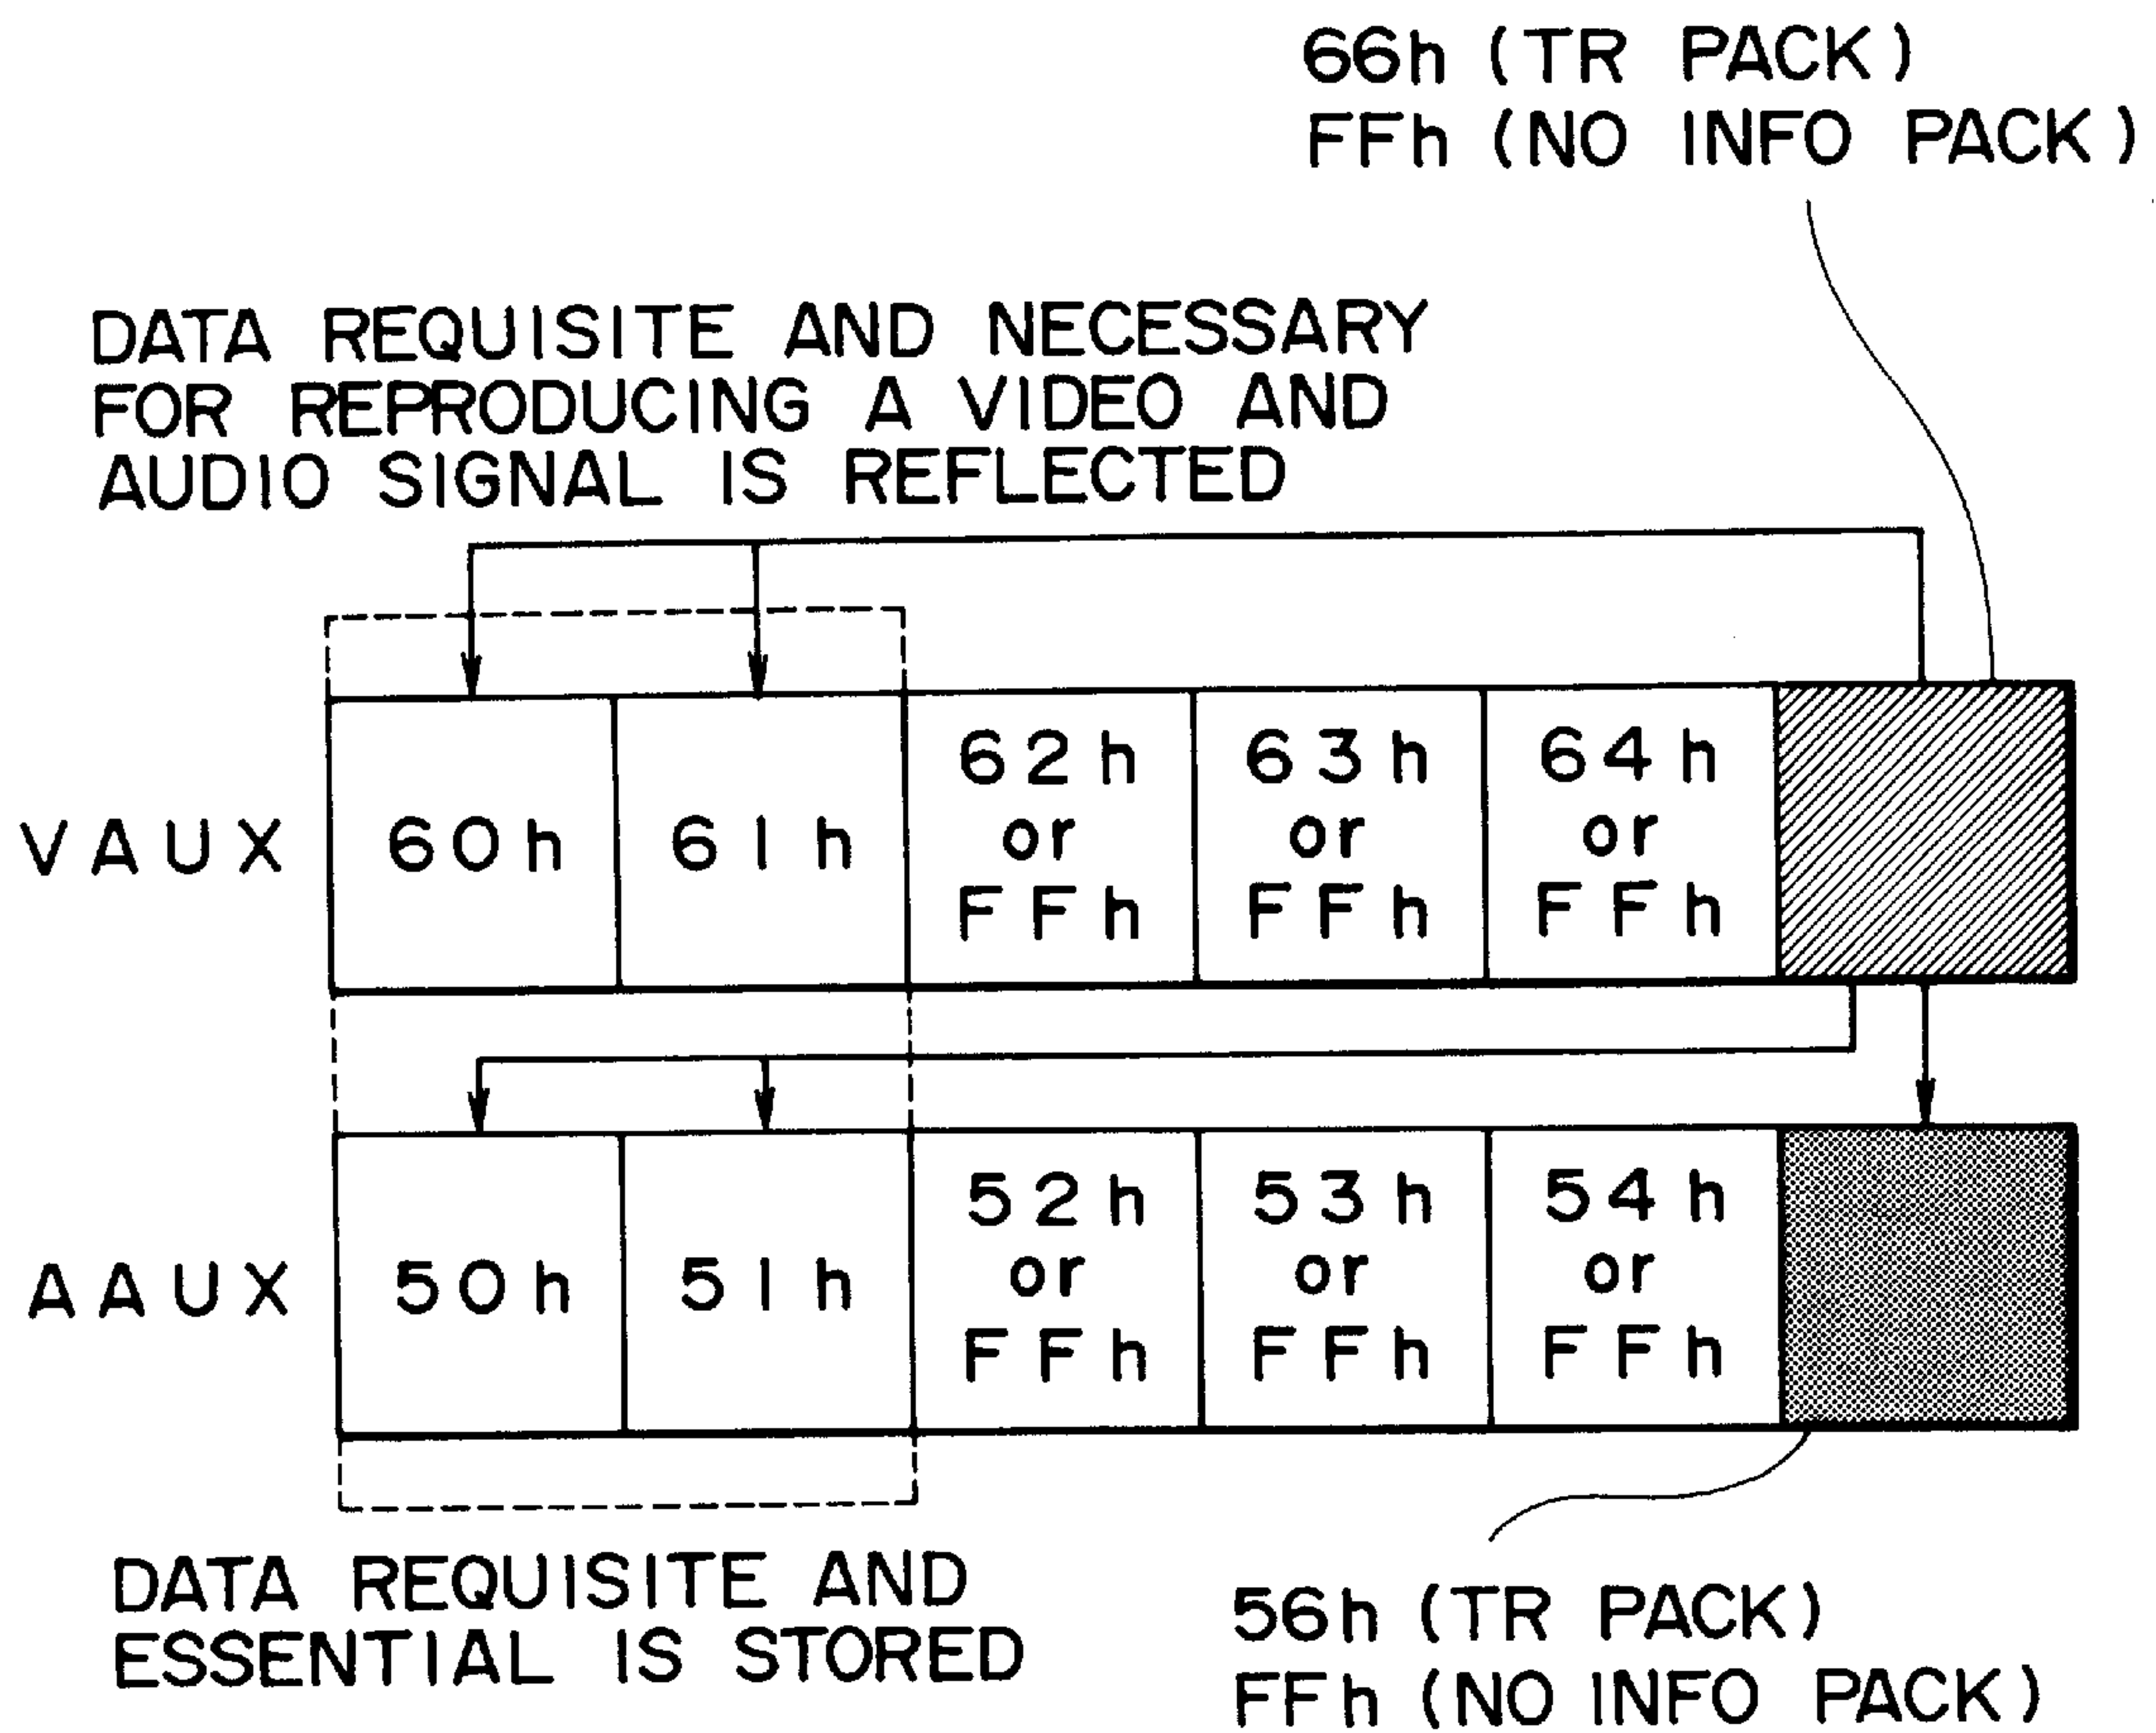 66h (TR PACK)
FFh (NO INFO PACK)
DATA REQUISITE AND NECESSARY
FOR REPRODUCING A VIDEO AND
AUDIO SIGNAL IS REFLECTED
VAUX
60h
61h
62h
or
FFh
63h
or
FFh
64h
or
FFh
AAUX
50h
51h
52h
or
FFh
53h
or
FFh
54h
or
FFh
DATA REQUISITE AND
ESSENTIAL IS STORED
56h (TR PACK)
FFh (NO INFO PACK)